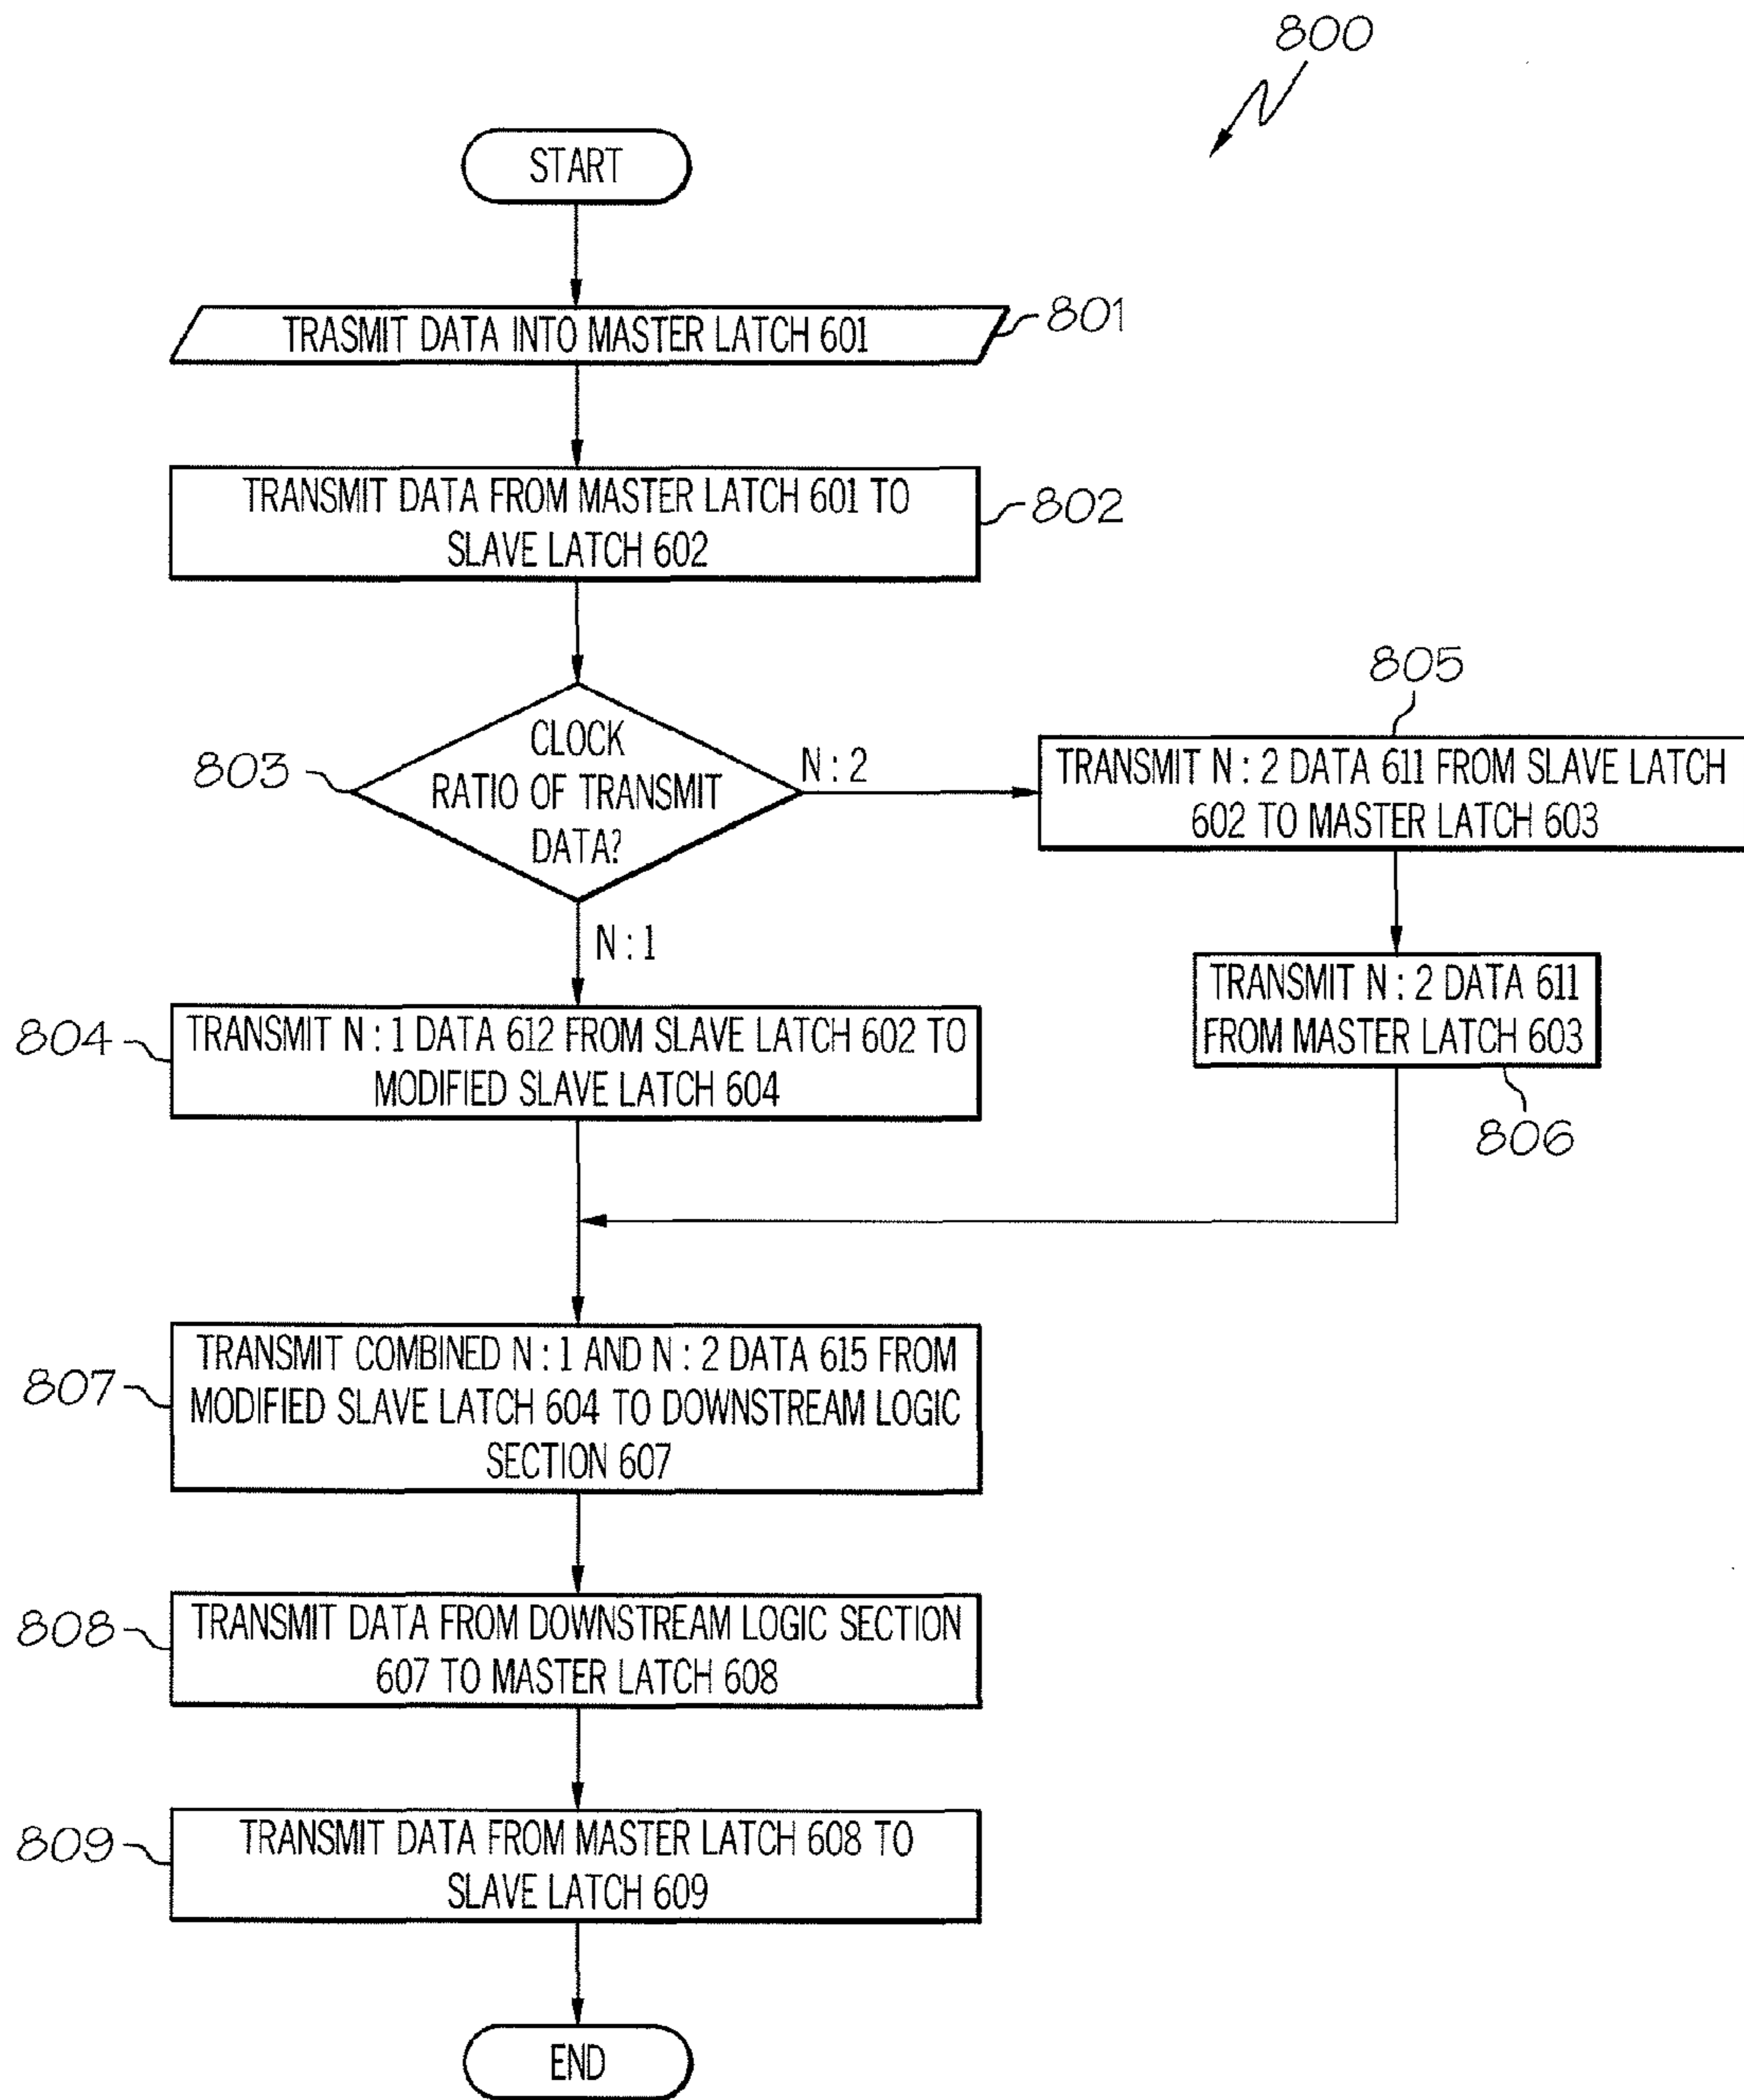 800
START
TRASMIT DATA INTO MASTER LATCH 601
801
TRANSMIT DATA FROM MASTER LATCH 601 TO
SLAVE LATCH 602
802
803
CLOCK
RATIO OF TRANSMIT
DATA?
N : 2
N : 1
805
TRANSMIT N : 2 DATA 611 FROM SLAVE LATCH
602 TO MASTER LATCH 603
804
TRANSMIT N : 1 DATA 612 FROM SLAVE LATCH 602 TO
MODIFIED SLAVE LATCH 604
TRANSMIT N : 2 DATA 611
FROM MASTER LATCH 603
806
807
TRANSMIT COMBINED N : 1 AND N : 2 DATA 615 FROM
MODIFIED SLAVE LATCH 604 TO DOWNSTREAM LOGIC
SECTION 607
808
TRANSMIT DATA FROM DOWNSTREAM LOGIC SECTION
607 TO MASTER LATCH 608
809
TRANSMIT DATA FROM MASTER LATCH 608 TO
SLAVE LATCH 609
END